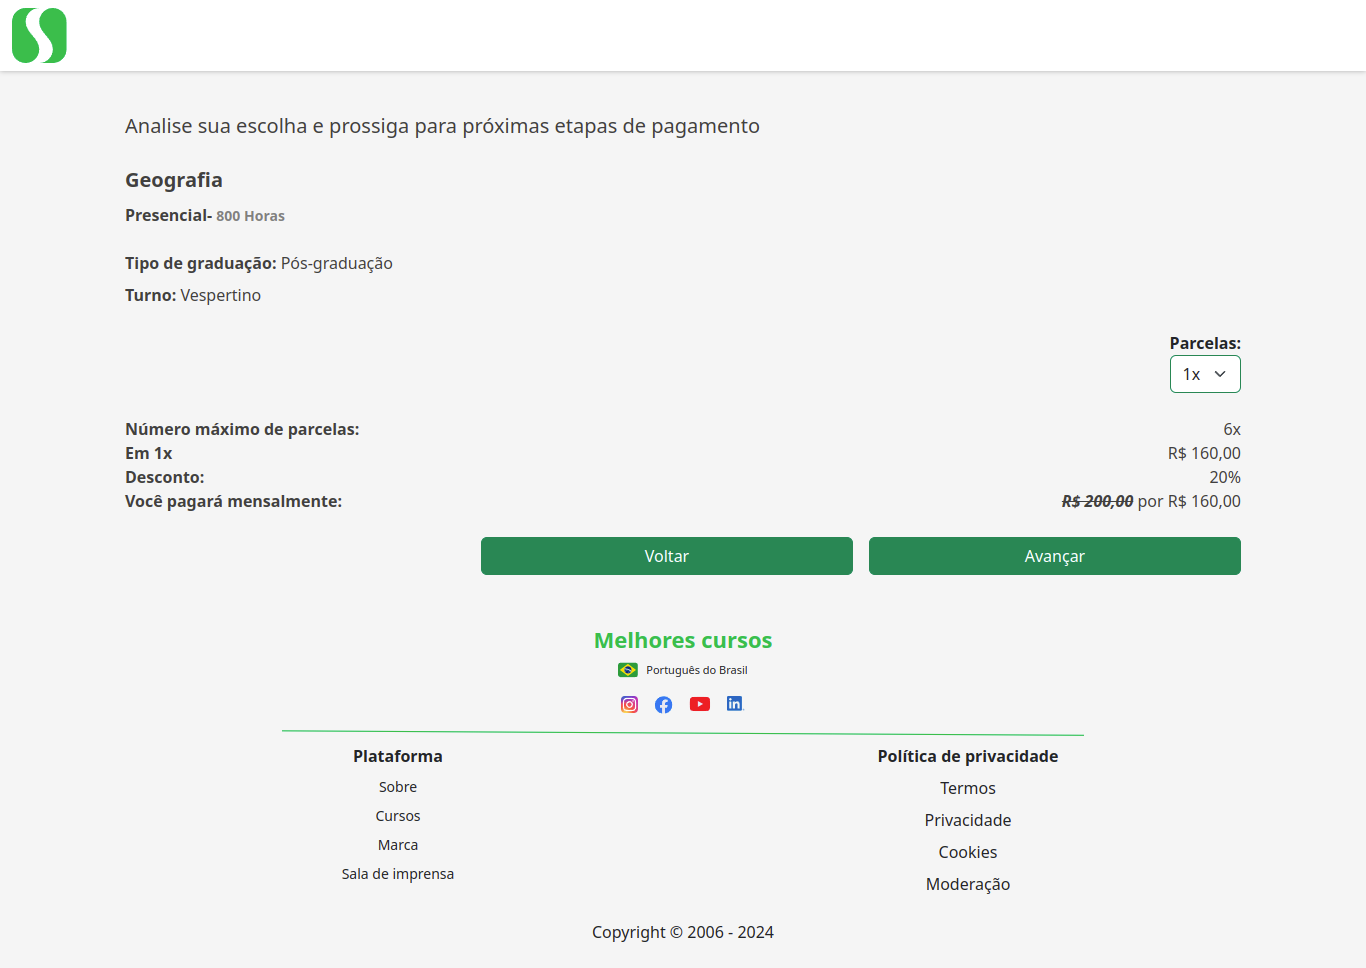 Analise sua escolha e prossiga para próximas etapas de pagamento
Geografia
Presencial- 800 Horas
Tipo de graduação: Pós-graduação
Turno: Vespertino
Parcelas:
1x
Número máximo de parcelas: 6x
Em 1x R$ 160,00
Desconto: 20%
Você pagará mensalmente: R$ 200,00 por R$ 160,00
Voltar Avançar
Melhores cursos
Português do Brasil
Plataforma
Sobre
Cursos
Marca
Sala de imprensa
Política de privacidade
Termos
Privacidade
Cookies
Moderação
Copyright © 2006 - 2024